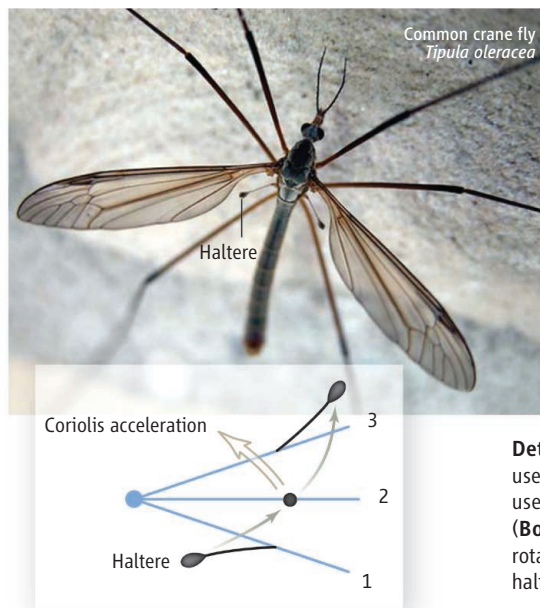 Common crane fly
Tipula oleracea
Haltere
Coriolis acceleration
3
2
Haltere
1
Det
use
use
(Bo
rota
halt